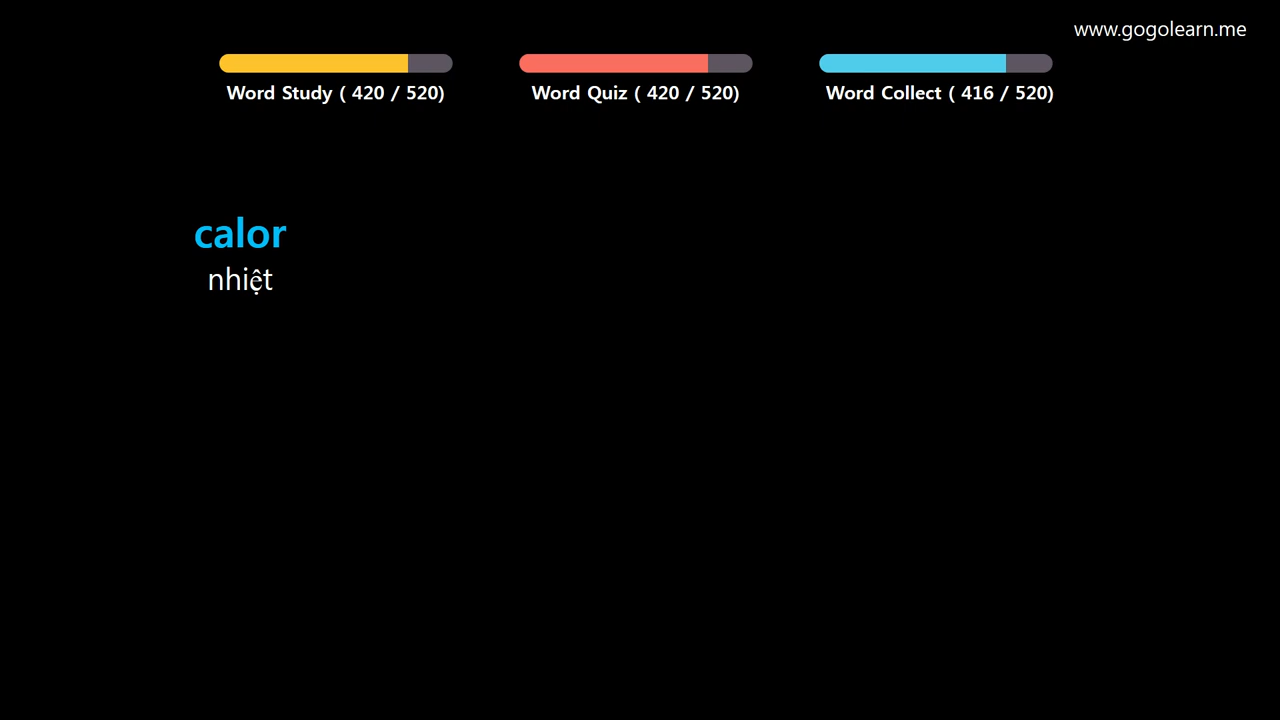 www.gogolearn.me
Word Study ( 420 / 520)
Word Quiz ( 420 / 520)
Word Collect ( 416 / 520)
calor
nhiệt